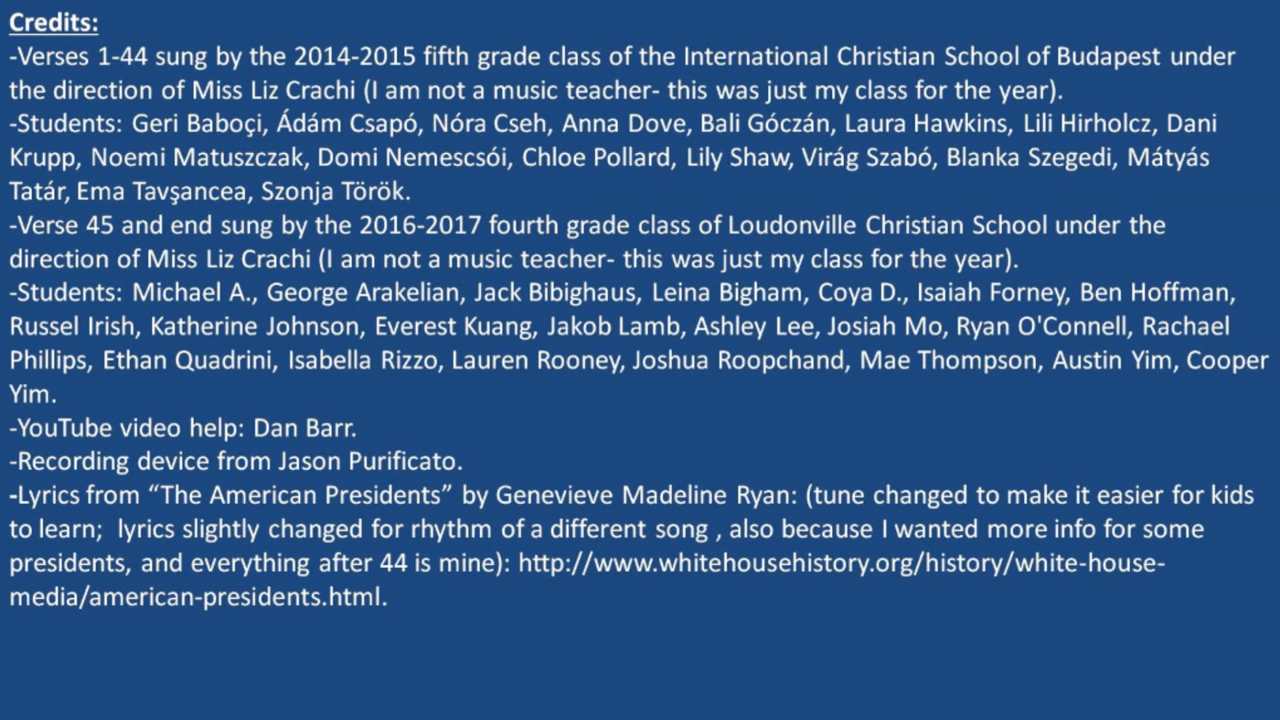 Credits:
-Verses 1-44 sung by the 2014-2015 fifth grade class of the International Christian School of Budapest under
the direction of Miss Liz Crachi (I am not a music teacher- this was just my class for the year).
-Students: Geri Baboçi, Ádám Csapó, Nóra Cseh, Anna Dove, Bali Góczán, Laura Hawkins, Lili Hirholcz, Dani
Krupp, Noemi Matuszczak, Domi Nemescsói, Chloe Pollard, Lily Shaw, Virág Szabó, Blanka Szegedi, Mátyás
Tatár, Ema Tavşancea, Szonja Török.
-Verse 45 and end sung by the 2016-2017 fourth grade class of Loudonville Christian School under the
direction of Miss Liz Crachi (I am not a music teacher- this was just my class for the year).
-Students: Michael A., George Arakelian, Jack Bibighaus, Leina Bigham, Coya D., Isaiah Forney, Ben Hoffman,
Russel Irish, Katherine Johnson, Everest Kuang, Jakob Lamb, Ashley Lee, Josiah Mo, Ryan O'Connell, Rachael
Phillips, Ethan Quadrini, Isabella Rizzo, Lauren Rooney, Joshua Roopchand, Mae Thompson, Austin Yim, Cooper
Yim.
-YouTube video help: Dan Barr.
-Recording device from Jason Purificato.
-Lyrics from “The American Presidents” by Genevieve Madeline Ryan: (tune changed to make it easier for kids
to learn;  lyrics slightly changed for rhythm of a different song , also because I wanted more info for some
presidents, and everything after 44 is mine): http://www.whitehousehistory.org/history/white-house-
media/american-presidents.html.